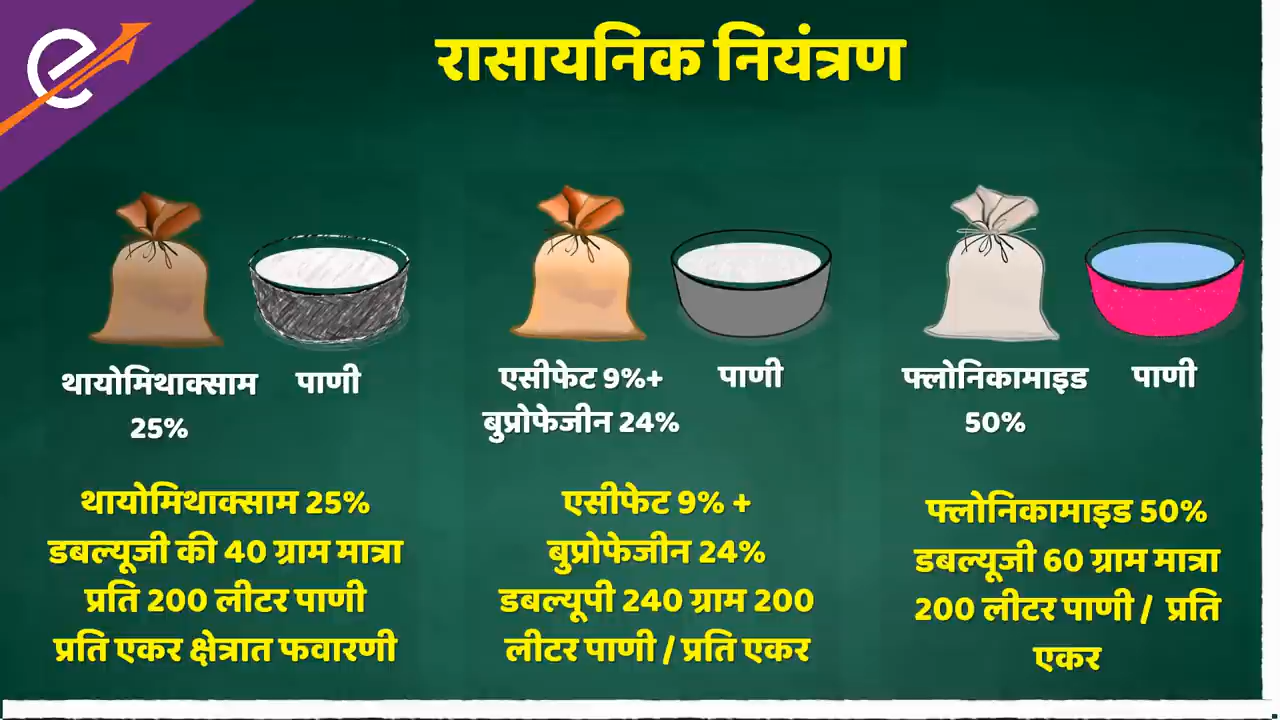 रासायनिक नियंत्रण
थायोमिथाक्साम
25%
पाणी
एसीफेट 9%+
बुप्रोफेजीन 24%
पाणी
फ्लोनिकामाइड
50%
पाणी
थायोमिथाक्साम 25%
डबल्यूजी की 40 ग्राम मात्रा
प्रति 200 लीटर पाणी
प्रति एकर क्षेत्रात फवारणी
एसीफेट 9% +
बुप्रोफेजीन 24%
डबल्यूपी 240 ग्राम 200
लीटर पाणी / प्रति एकर
फ्लोनिकामाइड 50%
डबल्यूजी 60 ग्राम मात्रा
200 लीटर पाणी / प्रति
एकर